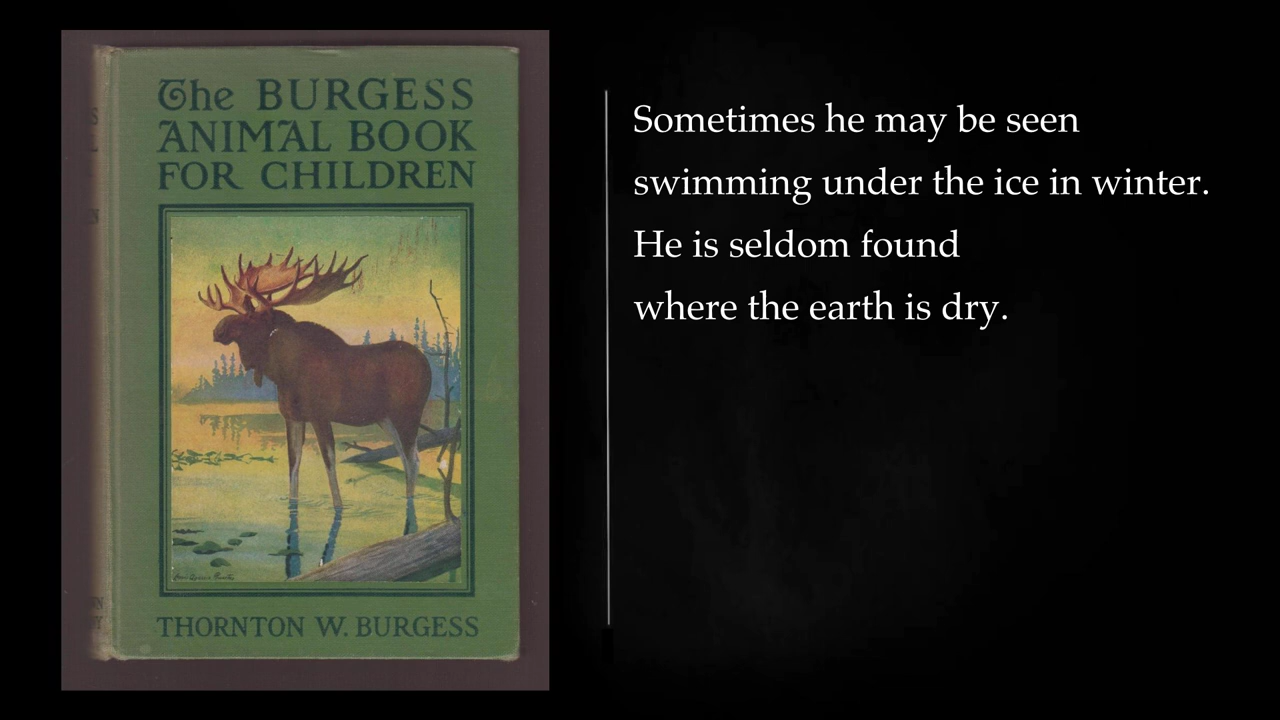 The BURGESS
ANIMAL BOOK
FOR CHILDREN
THORNTON W. BURGESS
Sometimes he may be seen
swimming under the ice in winter.
He is seldom found
where the earth is dry.